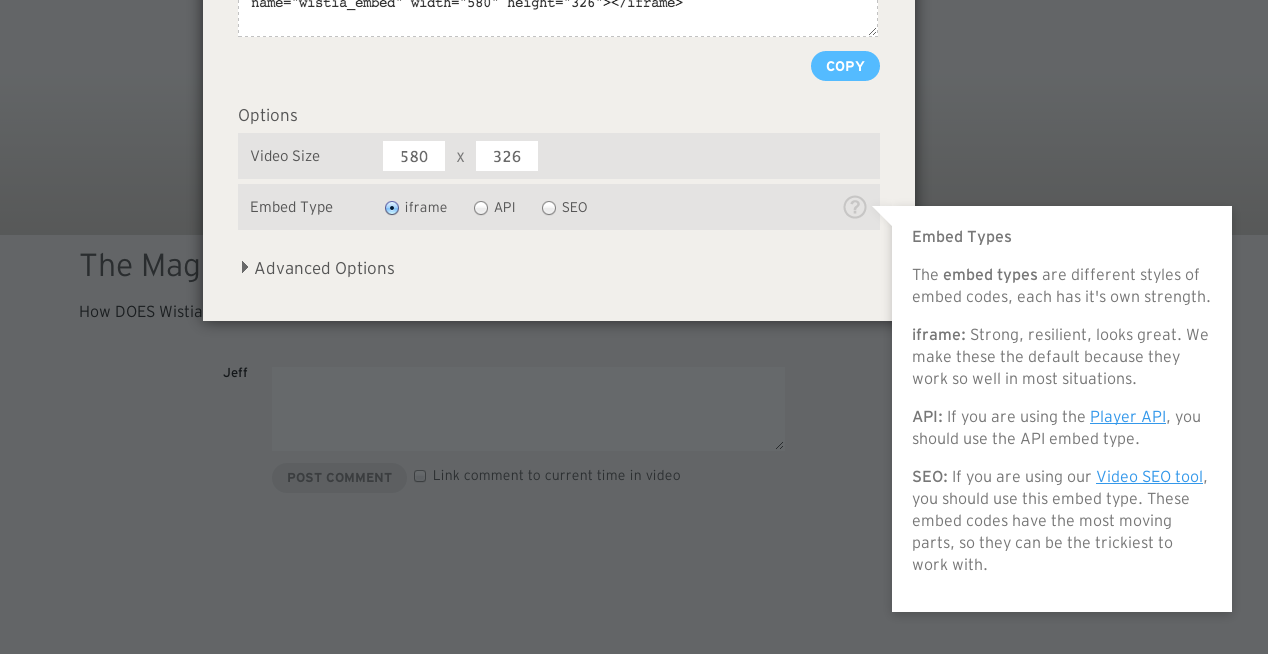 name="wistia_embed" width="580" height="326"></iframe>
COPY
Options
Video Size 580 x 326
Embed Type iframe API SEO ?
Advanced Options
Embed Types
The embed types are different styles of
embed codes, each has it's own strength.
iframe: Strong, resilient, looks great. We
make these the default because they
work so well in most situations.
API: If you are using the Player API, you
should use the API embed type.
SEO: If you are using our Video SEO tool,
you should use this embed type. These
embed codes have the most moving
parts, so they can be the trickiest to
work with.
The Mag
How DOES Wistia
Jeff
POST COMMENT Link comment to current time in video